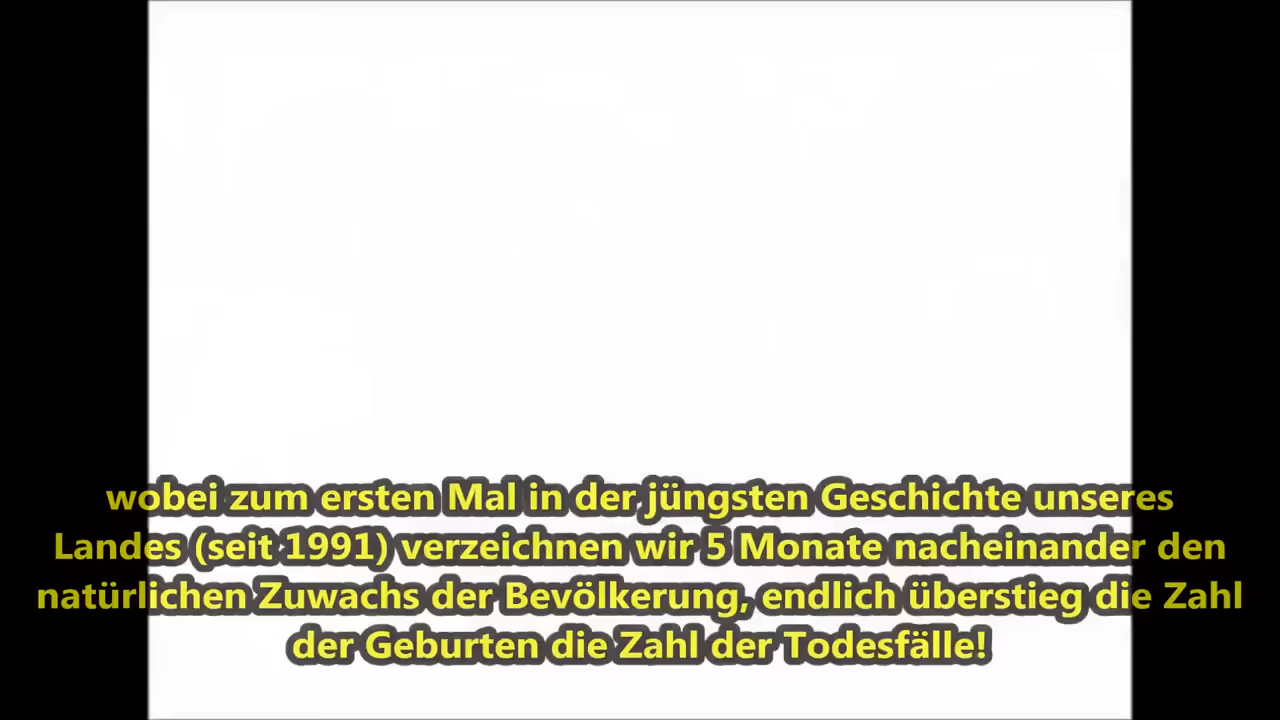 wobei zum ersten Mal in der jüngsten Geschichte unseres
Landes (seit 1991) verzeichnen wir 5 Monate nacheinander den
natürlichen Zuwachs der Bevölkerung, endlich überstieg die Zahl
der Geburten die Zahl der Todesfälle!